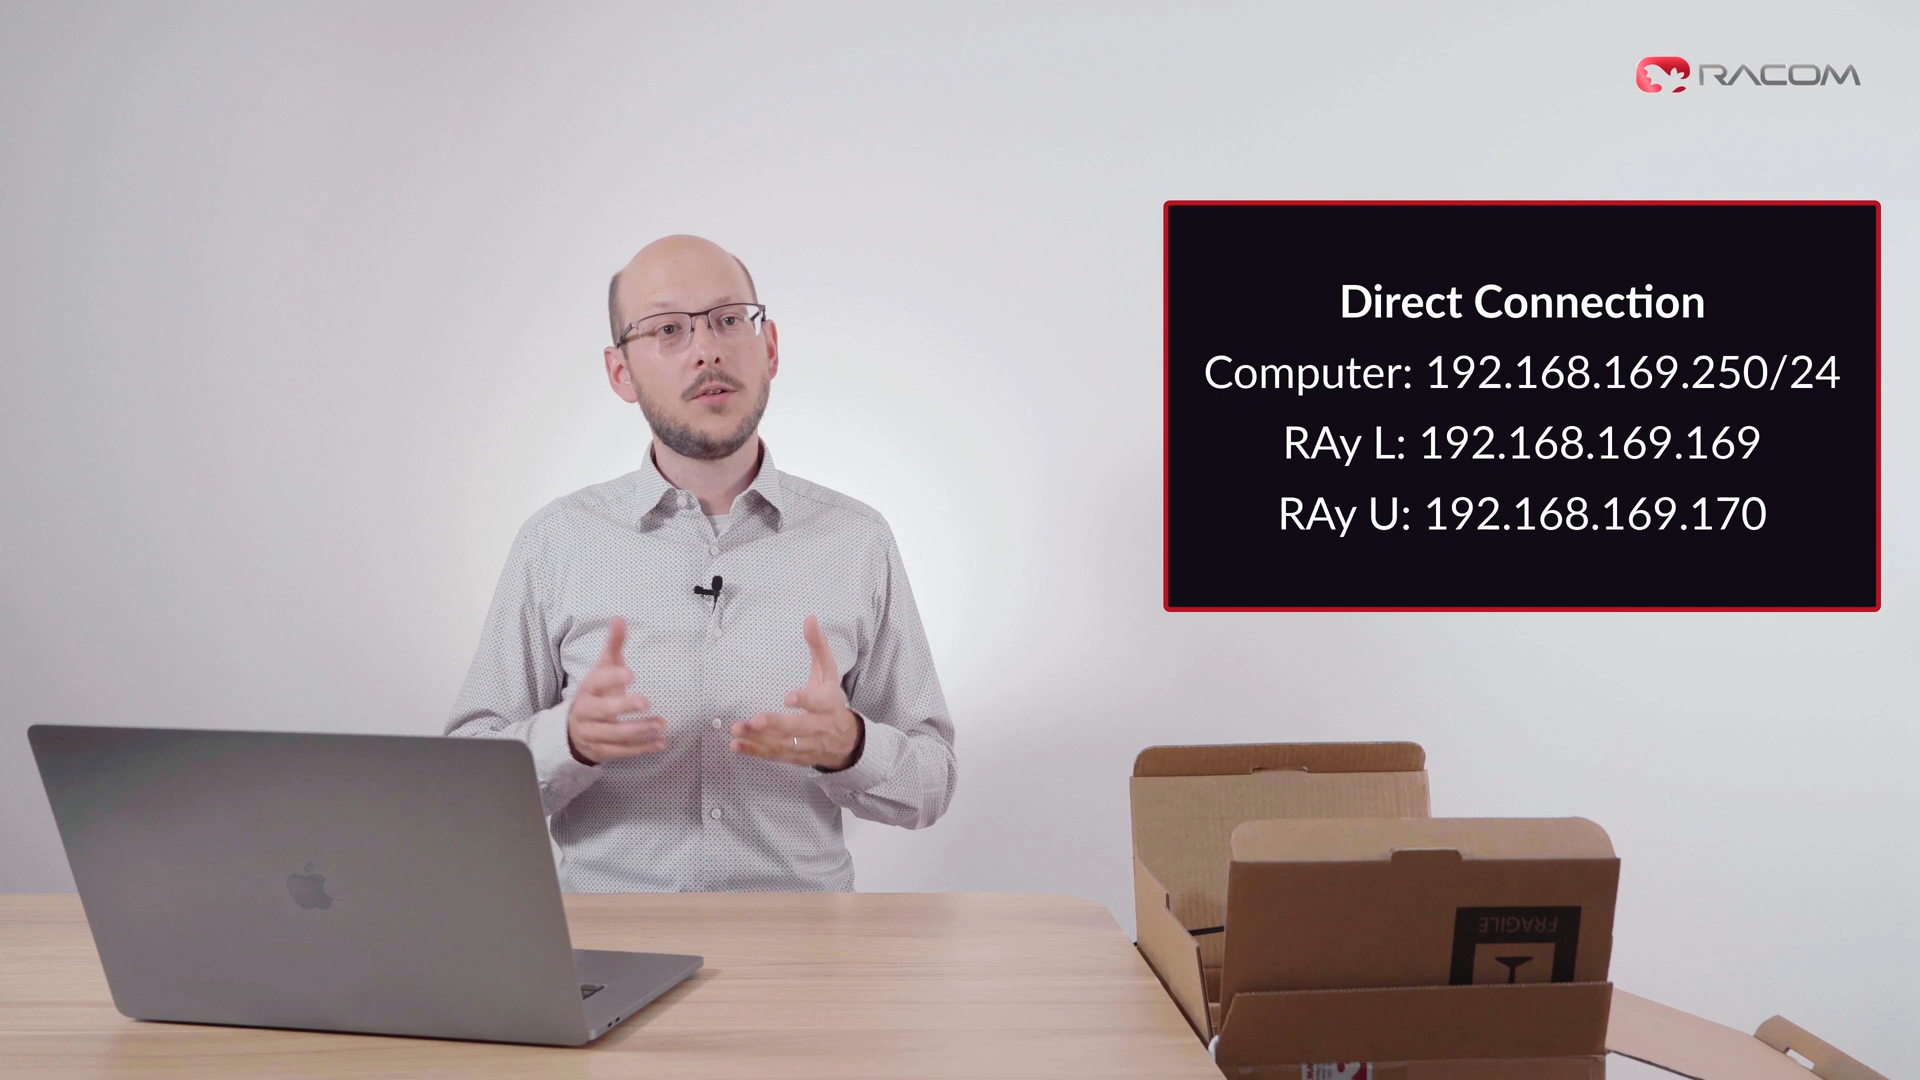 RACOM
Direct Connection
Computer: 192.168.169.250/24
RAy L: 192.168.169.169
RAy U: 192.168.169.170
FRAGILE